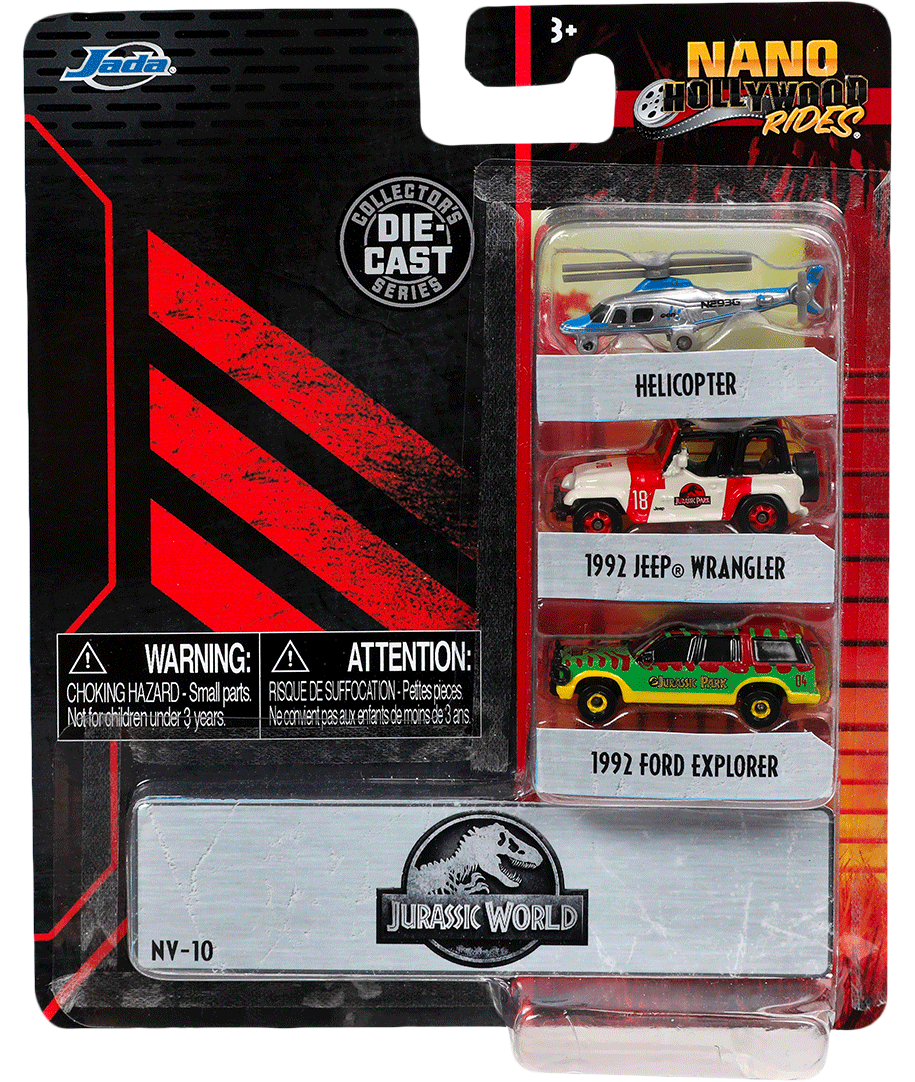 Jada®
3+
NANO
HOLLYWOOD
RIDES®
COLLECTOR'S
DIE-
CAST
SERIES
N293G
HELICOPTER
18
Jeep
JURASSIC PARK
1992 JEEP® WRANGLER
JURASSIC PARK
04
1992 FORD EXPLORER
WARNING:
CHOKING HAZARD - Small parts.
Not for children under 3 years.
ATTENTION:
RISQUE DE SUFFOCATION - Petites pieces.
Ne convient pas aux enfants de moins de 3 ans.
JURASSIC WORLD
NV-10